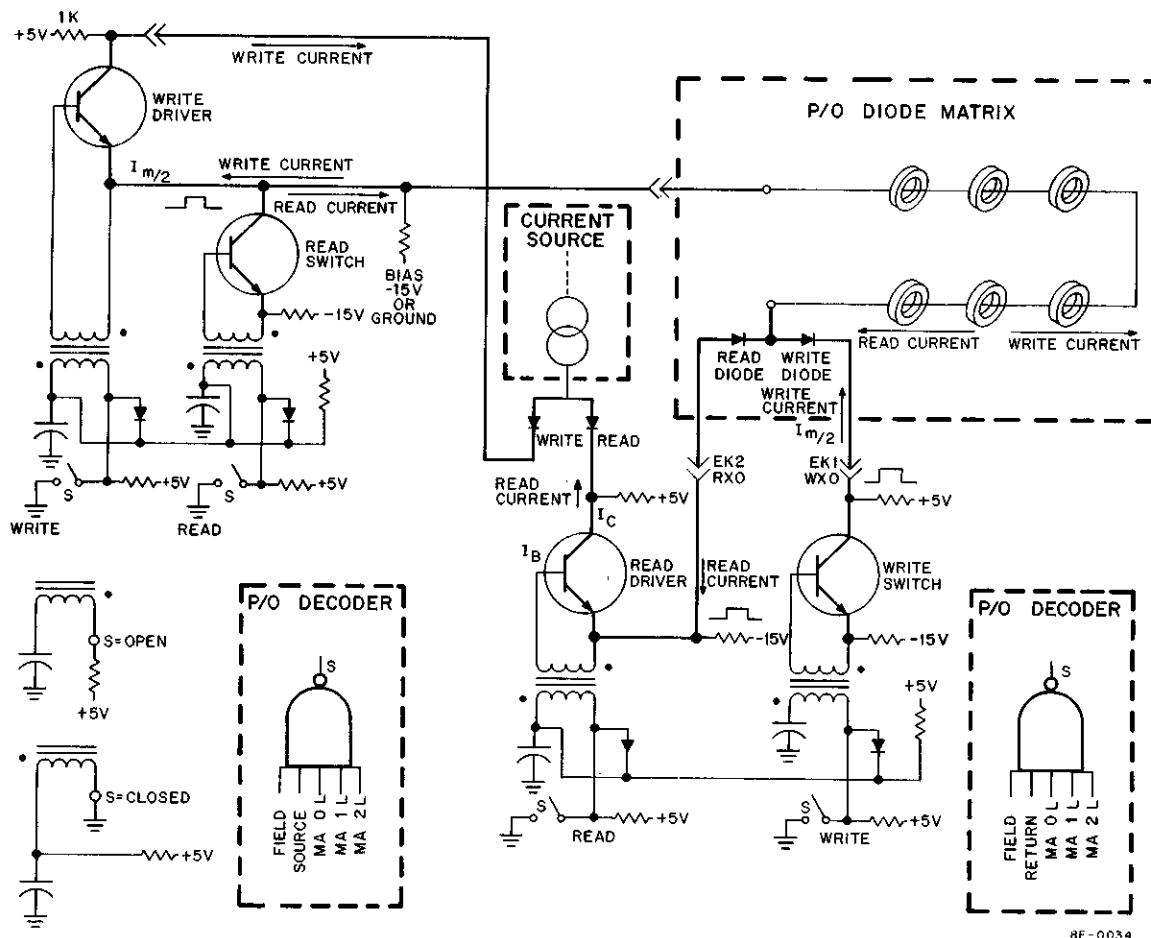 1K
+5V
WRITE CURRENT
WRITE DRIVER
P/O DIODE MATRIX
I m/2
WRITE CURRENT
READ CURRENT
READ SWITCH
BIAS
-15V
OR
GROUND
-15V
+5V
CURRENT SOURCE
READ CURRENT
WRITE CURRENT
READ DIODE
WRITE DIODE
WRITE CURRENT
I m/2
WRITE
READ
EK2
RX0
EK1
WX0
READ CURRENT
+5V
+5V
S
+5V
S
+5V
WRITE
READ
I C
I B
READ DRIVER
READ CURRENT
WRITE SWITCH
-15V
-15V
+5V
S=OPEN
+5V
S=CLOSED
+5V
P/O DECODER
S
FIELD
SOURCE
MA 0 L
MA 1 L
MA 2 L
S
READ
+5V
S
WRITE
+5V
P/O DECODER
S
FIELD
RETURN
MA 0 L
MA 1 L
MA 2 L
8E-0034